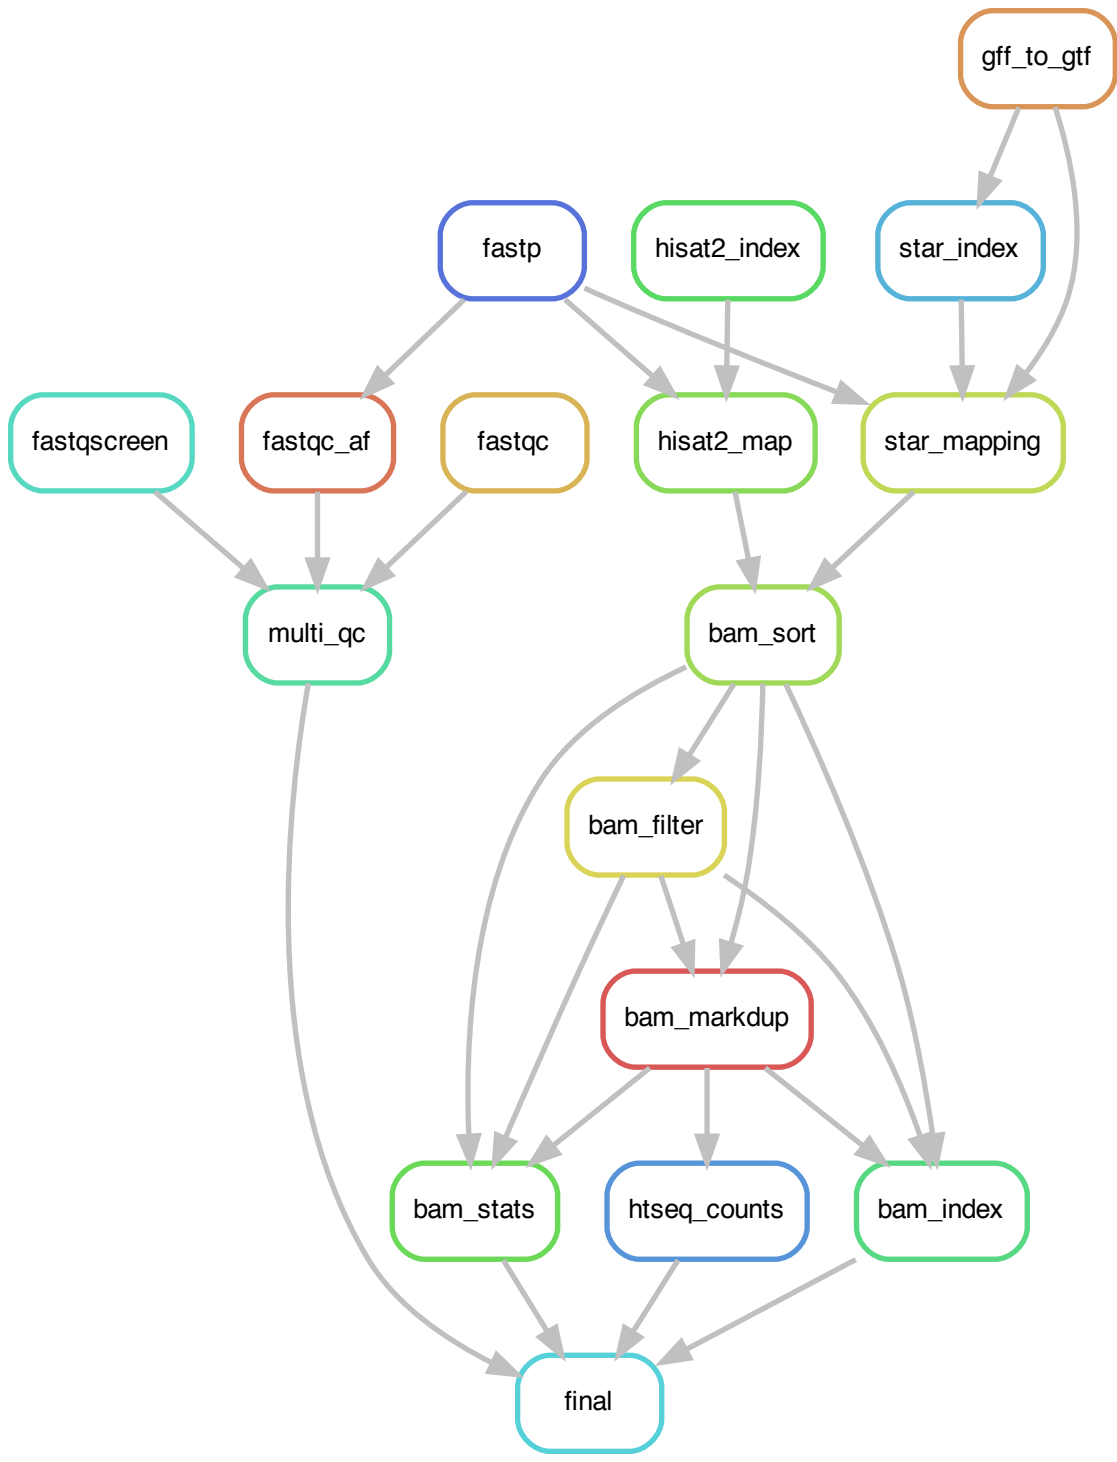 gff_to_gtf
fastp
hisat2_index
star_index
fastqscreen
fastqc_af
fastqc
hisat2_map
star_mapping
multi_qc
bam_sort
bam_filter
bam_markdup
bam_stats
htseq_counts
bam_index
final